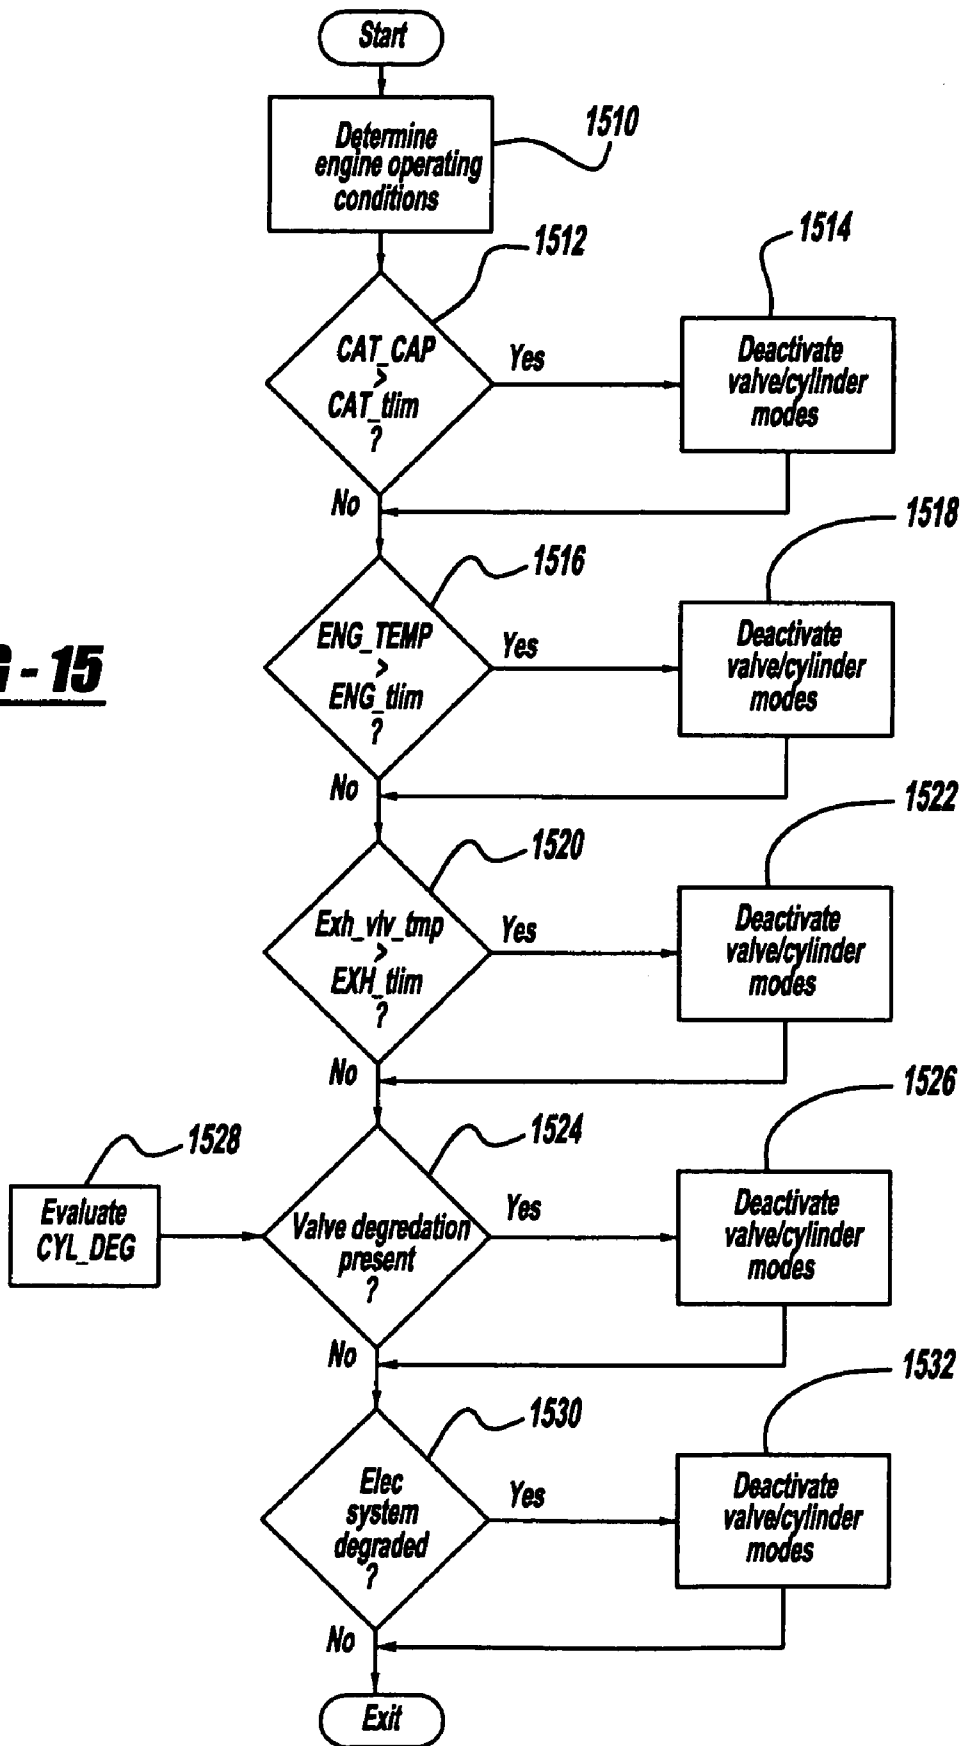 Start
Determine
engine operating
conditions
1510
1512
CAT_CAP
>
CAT_tlim
?
Yes
No
1514
Deactivate
valve/cylinder
modes
1516
ENG_TEMP
>
ENG_tlim
?
Yes
No
1518
Deactivate
valve/cylinder
modes
G - 15
1520
Exh_vlv_tmp
>
EXH_tlim
?
Yes
No
1522
Deactivate
valve/cylinder
modes
1528
Evaluate
CYL_DEG
1524
Valve degredation
present
?
Yes
No
1526
Deactivate
valve/cylinder
modes
1530
Elec
system
degraded
?
Yes
No
1532
Deactivate
valve/cylinder
modes
Exit